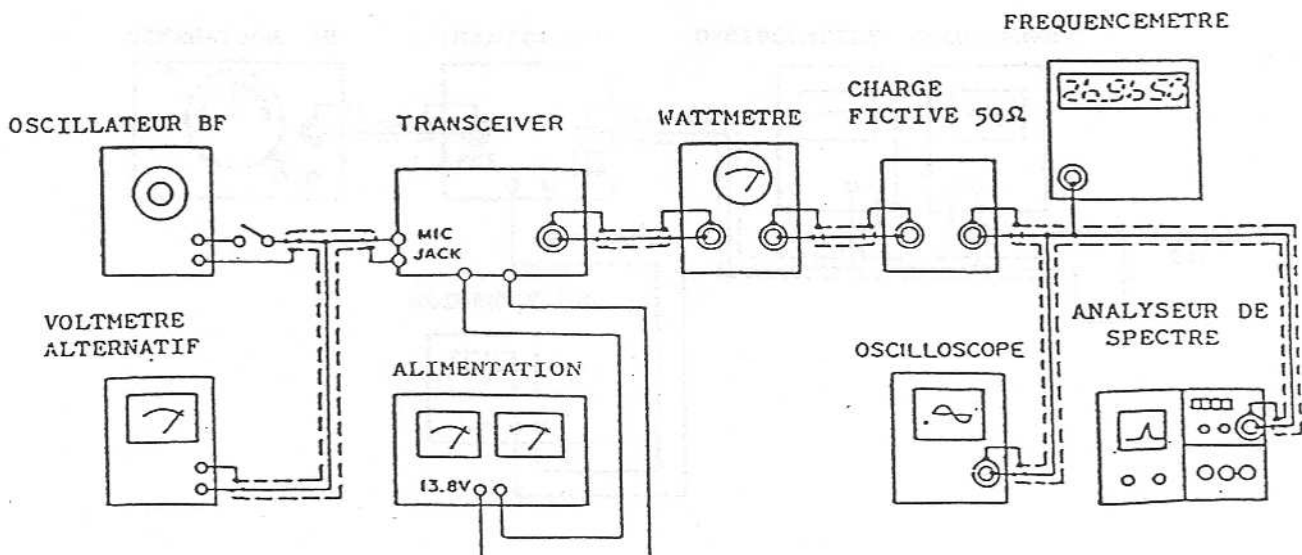 FREQUENCEMETRE
26.9650
OSCILLATEUR BF
TRANSCEIVER
WATTMETRE
CHARGE
FICTIVE 50Ω
MIC
JACK
VOLTMETRE
ALTERNATIF
ALIMENTATION
13.8V
OSCILLOSCOPE
ANALYSEUR DE
SPECTRE